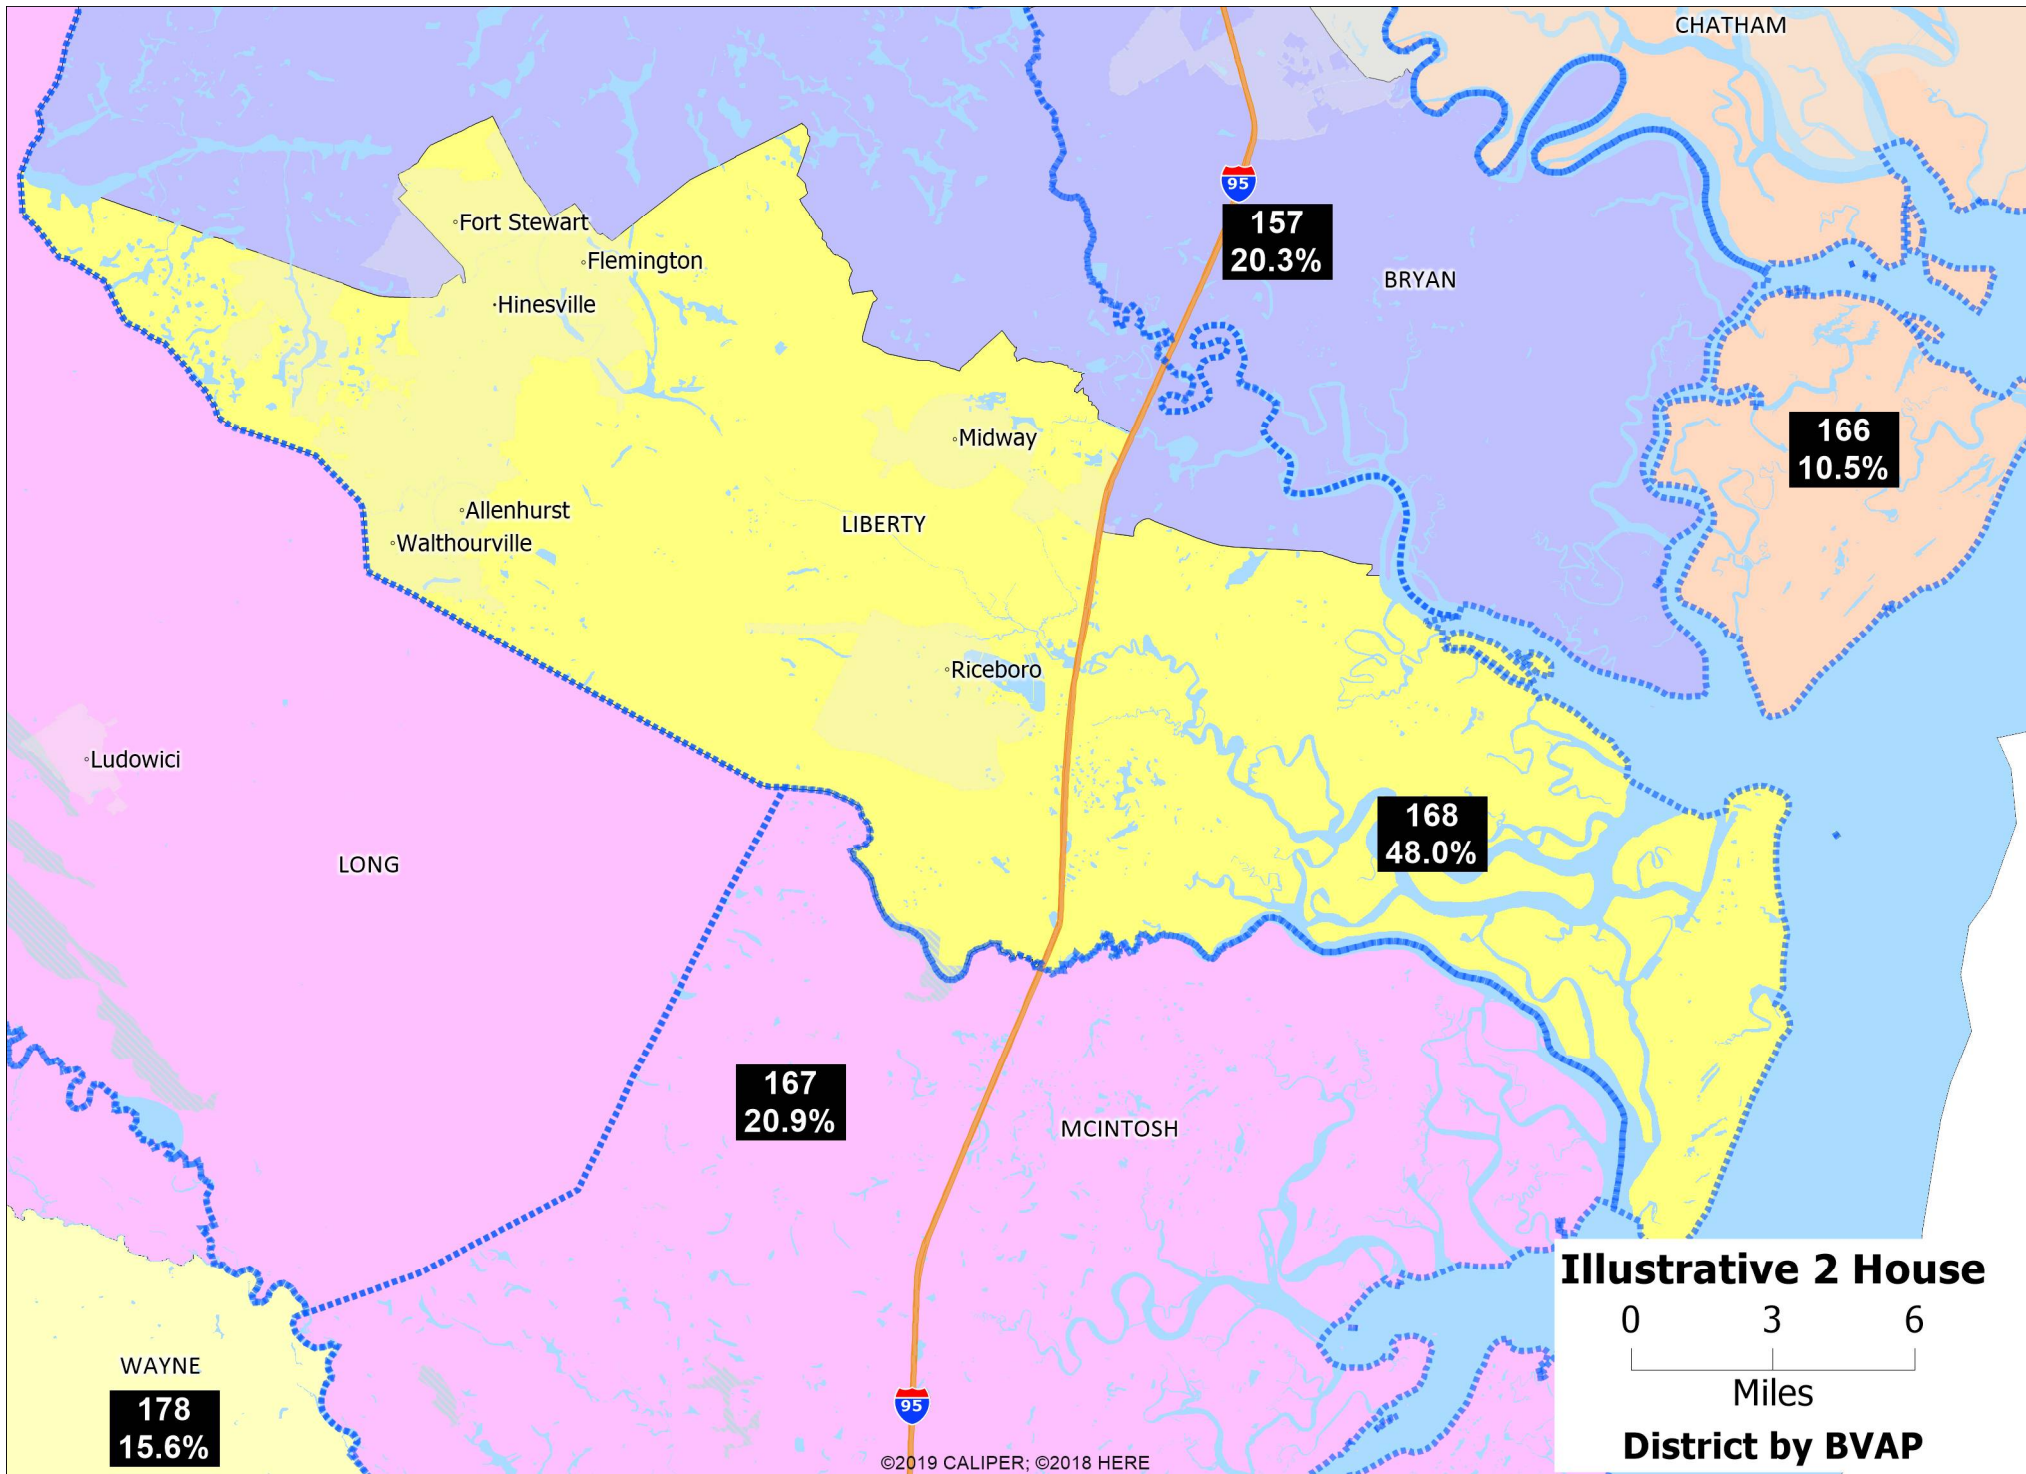 CHATHAM
95
157
20.3%
BRYAN
Fort Stewart
Flemington
Hinesville
166
10.5%
Midway
Allenhurst
LIBERTY
Walthourville
Riceboro
Ludowici
168
48.0%
LONG
167
20.9%
MCINTOSH
WAYNE
178
15.6%
95
©2019 CALIPER; ©2018 HERE
Illustrative 2 House
0 3 6
Miles
District by BVAP